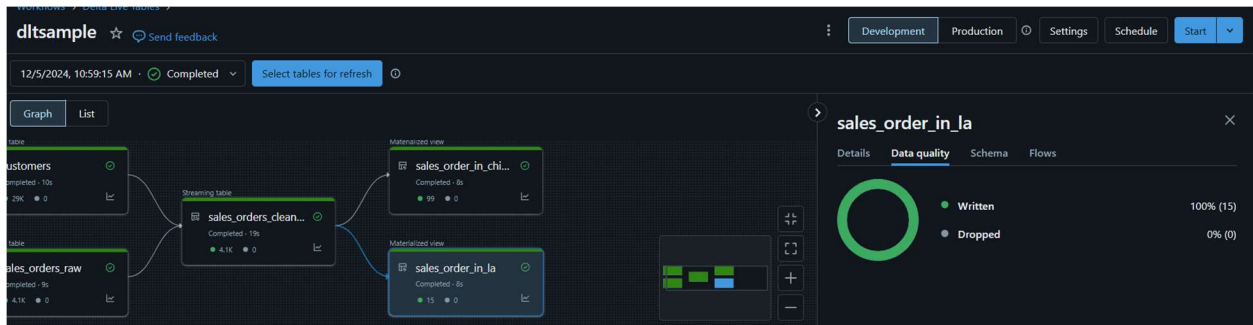 Workflows > Delta Live Tables >
dltsample
Send feedback
Development
Production
Settings
Schedule
Start
12/5/2024, 10:59:15 AM · Completed
Select tables for refresh
Graph
List
table
ustomers
ompleted · 10s
29K 0
table
ales_orders_raw
ompleted · 9s
4.1K 0
Streaming table
sales_orders_clean...
Completed · 19s
4.1K 0
Materialized view
sales_order_in_chi...
Completed · 8s
99 0
Materialized view
sales_order_in_la
Completed · 8s
15 0
sales_order_in_la
Details Data quality Schema Flows
Written 100% (15)
Dropped 0% (0)